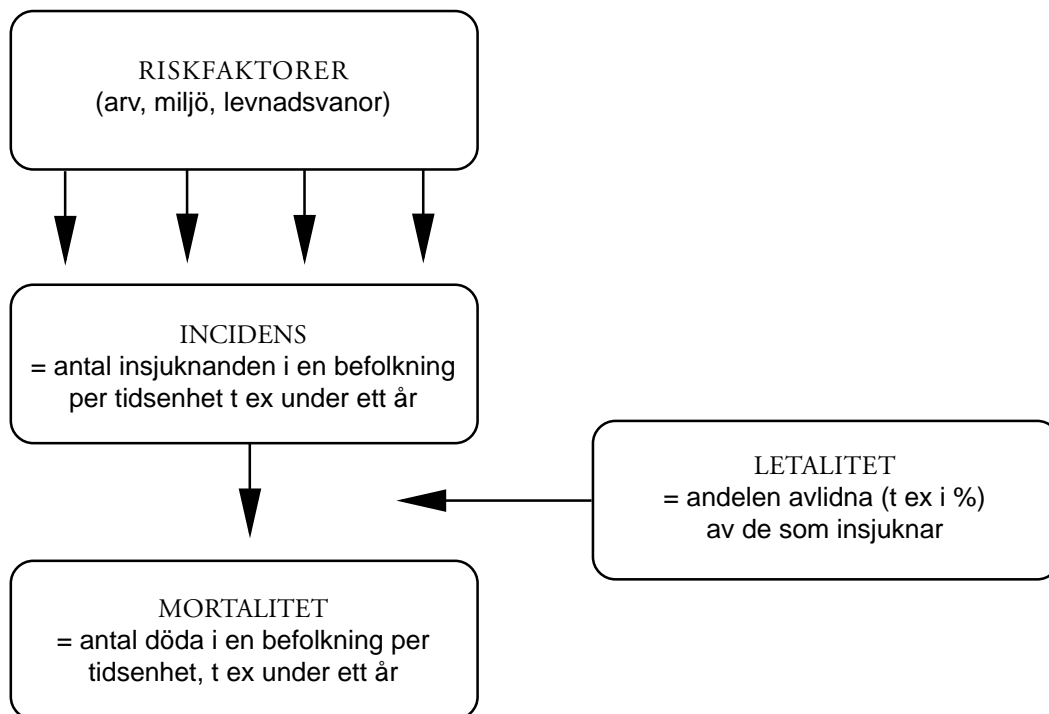 RISKFAKTORER
(arv, miljö, levnadsvanor)
INCIDENS
= antal insjuknanden i en befolkning
per tidsenhet t ex under ett år
LETALITET
= andelen avlidna (t ex i %)
av de som insjuknar
MORTALITET
= antal döda i en befolkning per
tidsenhet, t ex under ett år